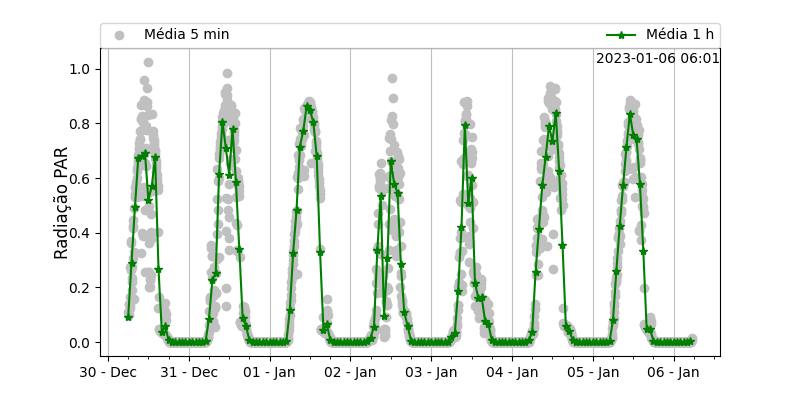 Média 5 min
Média 1 h
2023-01-06 06:01
Radiação PAR
1.0
0.8
0.6
0.4
0.2
0.0
30 - Dec
31 - Dec
01 - Jan
02 - Jan
03 - Jan
04 - Jan
05 - Jan
06 - Jan